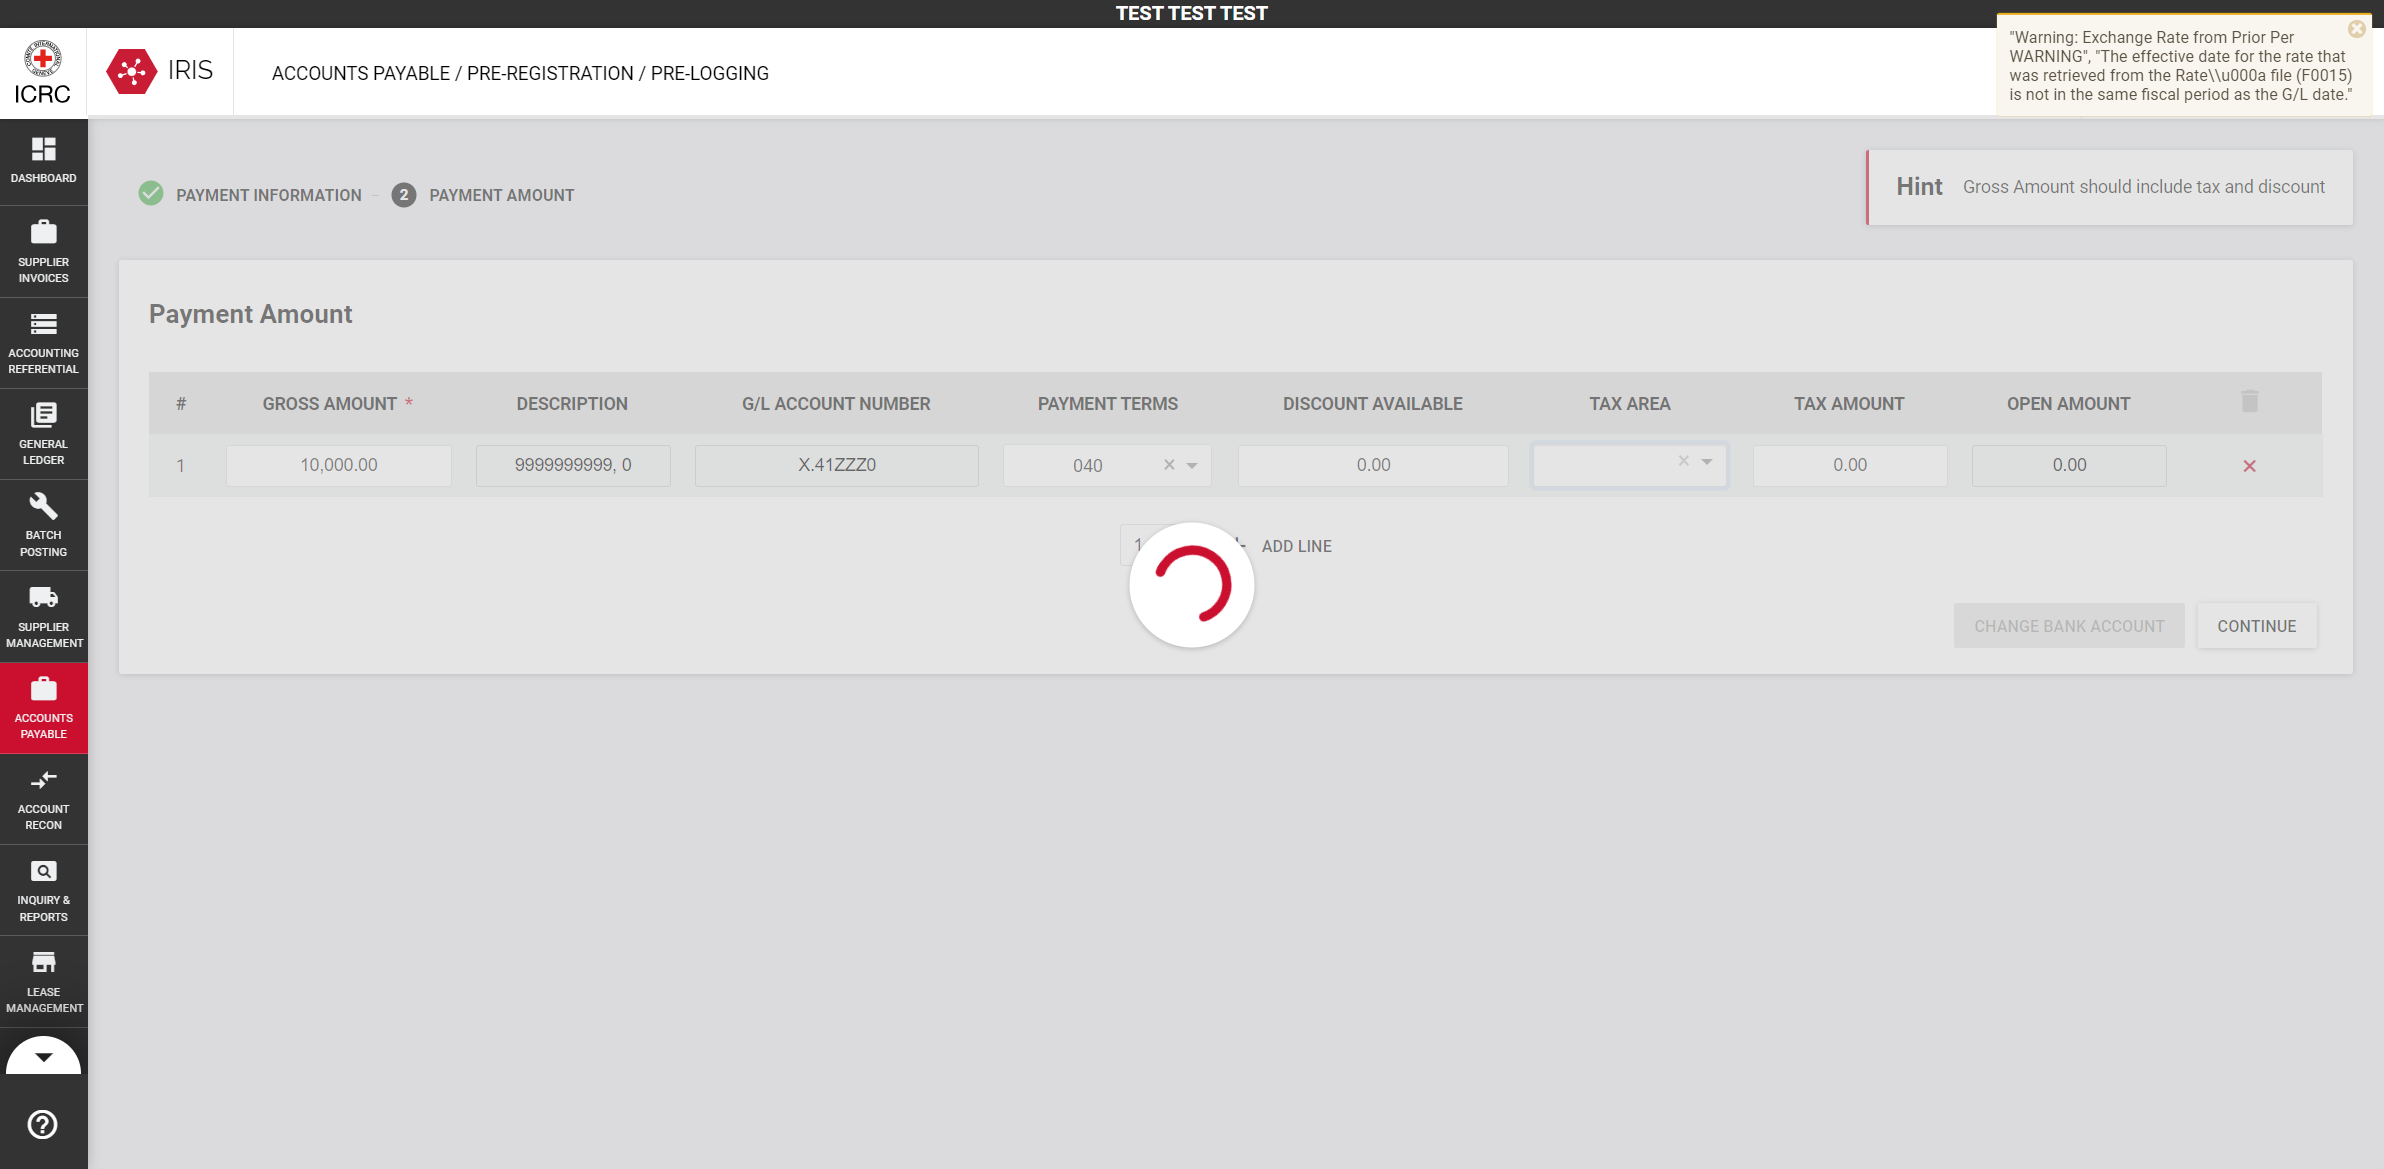 TEST TEST TEST
"Warning: Exchange Rate from Prior Per
WARNING", "The effective date for the rate that
was retrieved from the Rate\\u000a file (F0015)
is not in the same fiscal period as the G/L date."
COMITE INTERNATIONAL
GENEVE
ICRC
IRIS
ACCOUNTS PAYABLE / PRE-REGISTRATION / PRE-LOGGING
DASHBOARD
SUPPLIER
INVOICES
ACCOUNTING
REFERENTIAL
GENERAL
LEDGER
BATCH
POSTING
SUPPLIER
MANAGEMENT
ACCOUNTS
PAYABLE
ACCOUNT
RECON
INQUIRY &
REPORTS
LEASE
MANAGEMENT
PAYMENT INFORMATION
2 PAYMENT AMOUNT
Hint Gross Amount should include tax and discount
Payment Amount
# GROSS AMOUNT * DESCRIPTION G/L ACCOUNT NUMBER PAYMENT TERMS DISCOUNT AVAILABLE TAX AREA TAX AMOUNT OPEN AMOUNT
1 10,000.00 9999999999, 0 X.41ZZZ0 040 0.00 0.00 0.00
1 ADD LINE
CHANGE BANK ACCOUNT CONTINUE